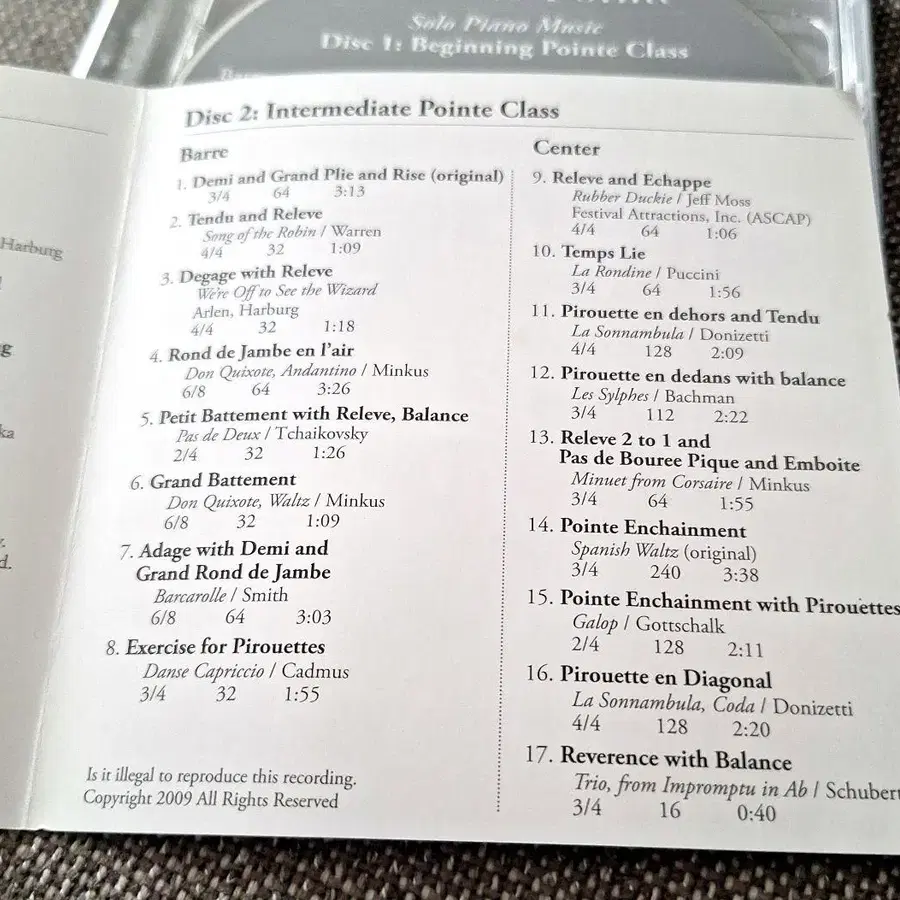 Solo Piano Music
Disc 1: Beginning Pointe Class
Harburg
Disc 2: Intermediate Pointe Class
Barre
1. Demi and Grand Plie and Rise (original)
3/4 64 3:13
2. Tendu and Releve
Song of the Robin / Warren
4/4 32 1:09
3. Degage with Releve
We're Off to See the Wizard
Arlen, Harburg
4/4 32 1:18
4. Rond de Jambe en l'air
Don Quixote, Andantino / Minkus
6/8 64 3:26
5. Petit Battement with Releve, Balance
Pas de Deux / Tchaikovsky
2/4 32 1:26
6. Grand Battement
Don Quixote, Waltz / Minkus
6/8 32 1:09
7. Adage with Demi and
Grand Rond de Jambe
Barcarolle / Smith
6/8 64 3:03
8. Exercise for Pirouettes
Danse Capriccio / Cadmus
3/4 32 1:55
Is it illegal to reproduce this recording.
Copyright 2009 All Rights Reserved
Center
9. Releve and Echappe
Rubber Duckie / Jeff Moss
Festival Attractions, Inc. (ASCAP)
4/4 64 1:06
10. Temps Lie
La Rondine / Puccini
3/4 64 1:56
11. Pirouette en dehors and Tendu
La Sonnambula / Donizetti
4/4 128 2:09
12. Pirouette en dedans with balance
Les Sylphes / Bachman
3/4 112 2:22
13. Releve 2 to 1 and
Pas de Bouree Pique and Emboite
Minuet from Corsaire / Minkus
3/4 64 1:55
14. Pointe Enchainment
Spanish Waltz (original)
3/4 240 3:38
15. Pointe Enchainment with Pirouettes
Galop / Gottschalk
2/4 128 2:11
16. Pirouette en Diagonal
La Sonnambula, Coda / Donizetti
4/4 128 2:20
17. Reverence with Balance
Trio, from Impromptu in Ab / Schubert
3/4 16 0:40